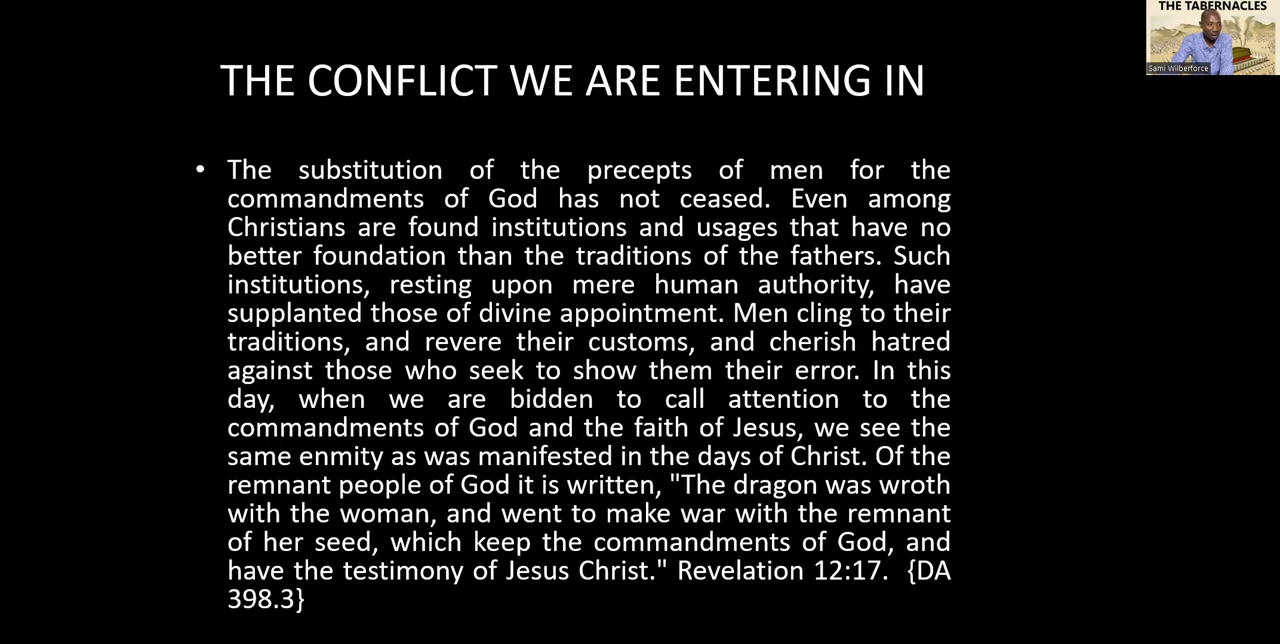 THE TABERNACLES
Sami Wilberforce
THE CONFLICT WE ARE ENTERING IN
• The substitution of the precepts of men for the
commandments of God has not ceased. Even among
Christians are found institutions and usages that have no
better foundation than the traditions of the fathers. Such
institutions, resting upon mere human authority, have
supplanted those of divine appointment. Men cling to their
traditions, and revere their customs, and cherish hatred
against those who seek to show them their error. In this
day, when we are bidden to call attention to the
commandments of God and the faith of Jesus, we see the
same enmity as was manifested in the days of Christ. Of the
remnant people of God it is written, "The dragon was wroth
with the woman, and went to make war with the remnant
of her seed, which keep the commandments of God, and
have the testimony of Jesus Christ." Revelation 12:17. {DA
398.3}